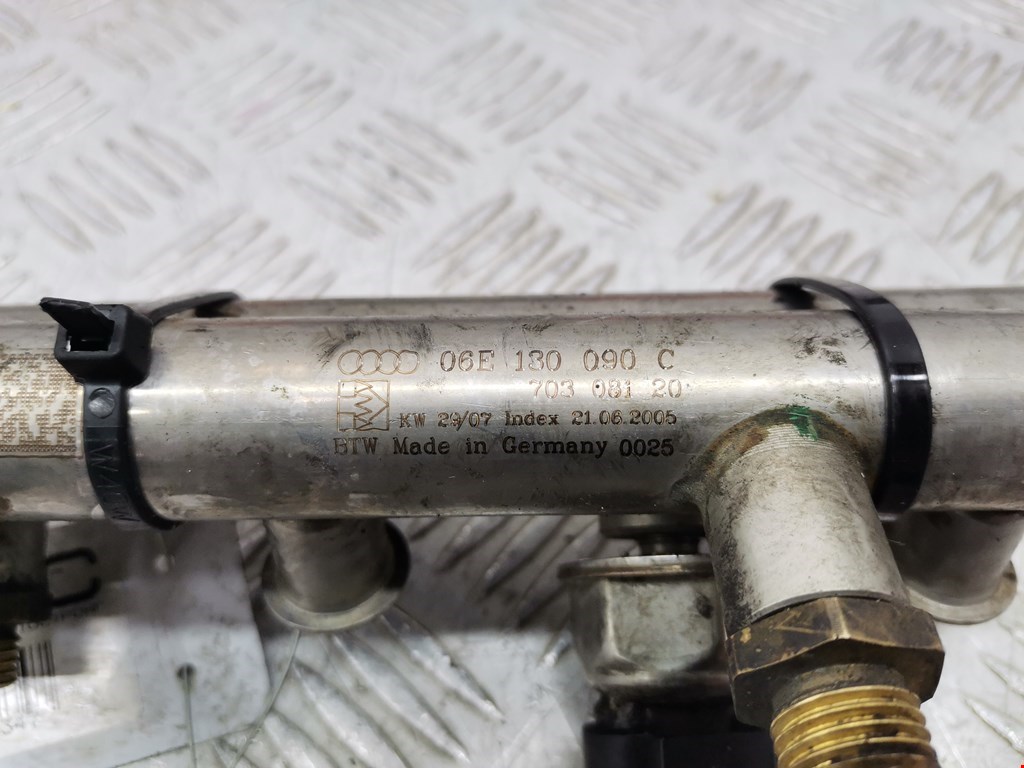 06E 130 090 C
703 081 20
KW 29/07 Index 21.06.2005
BTW Made in Germany 0025